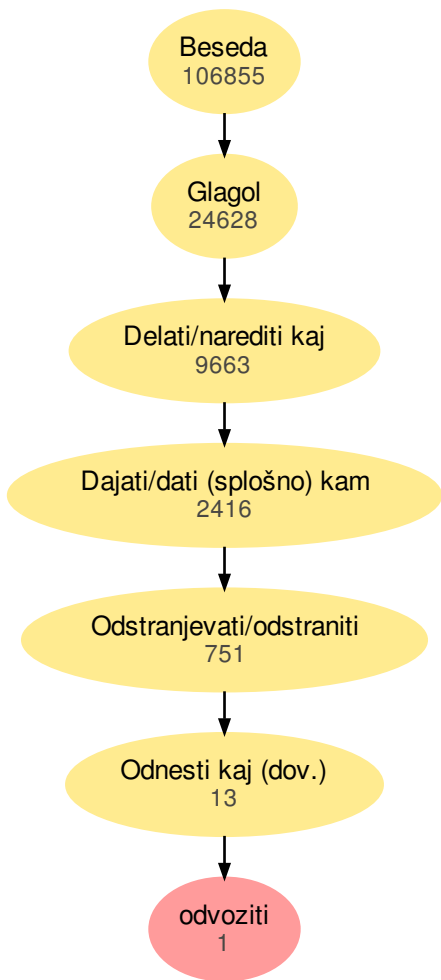 Beseda
106855
Glagol
24628
Delati/narediti kaj
9663
Dajati/dati (splošno) kam
2416
Odstranjevati/odstraniti
751
Odnesti kaj (dov.)
13
odvoziti
1